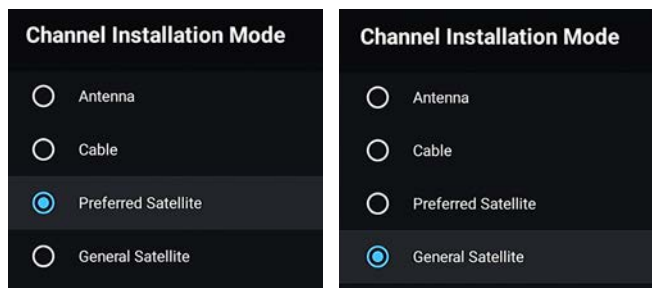 Channel Installation Mode
Antenna
Cable
Preferred Satellite
General Satellite
Channel Installation Mode
Antenna
Cable
Preferred Satellite
General Satellite